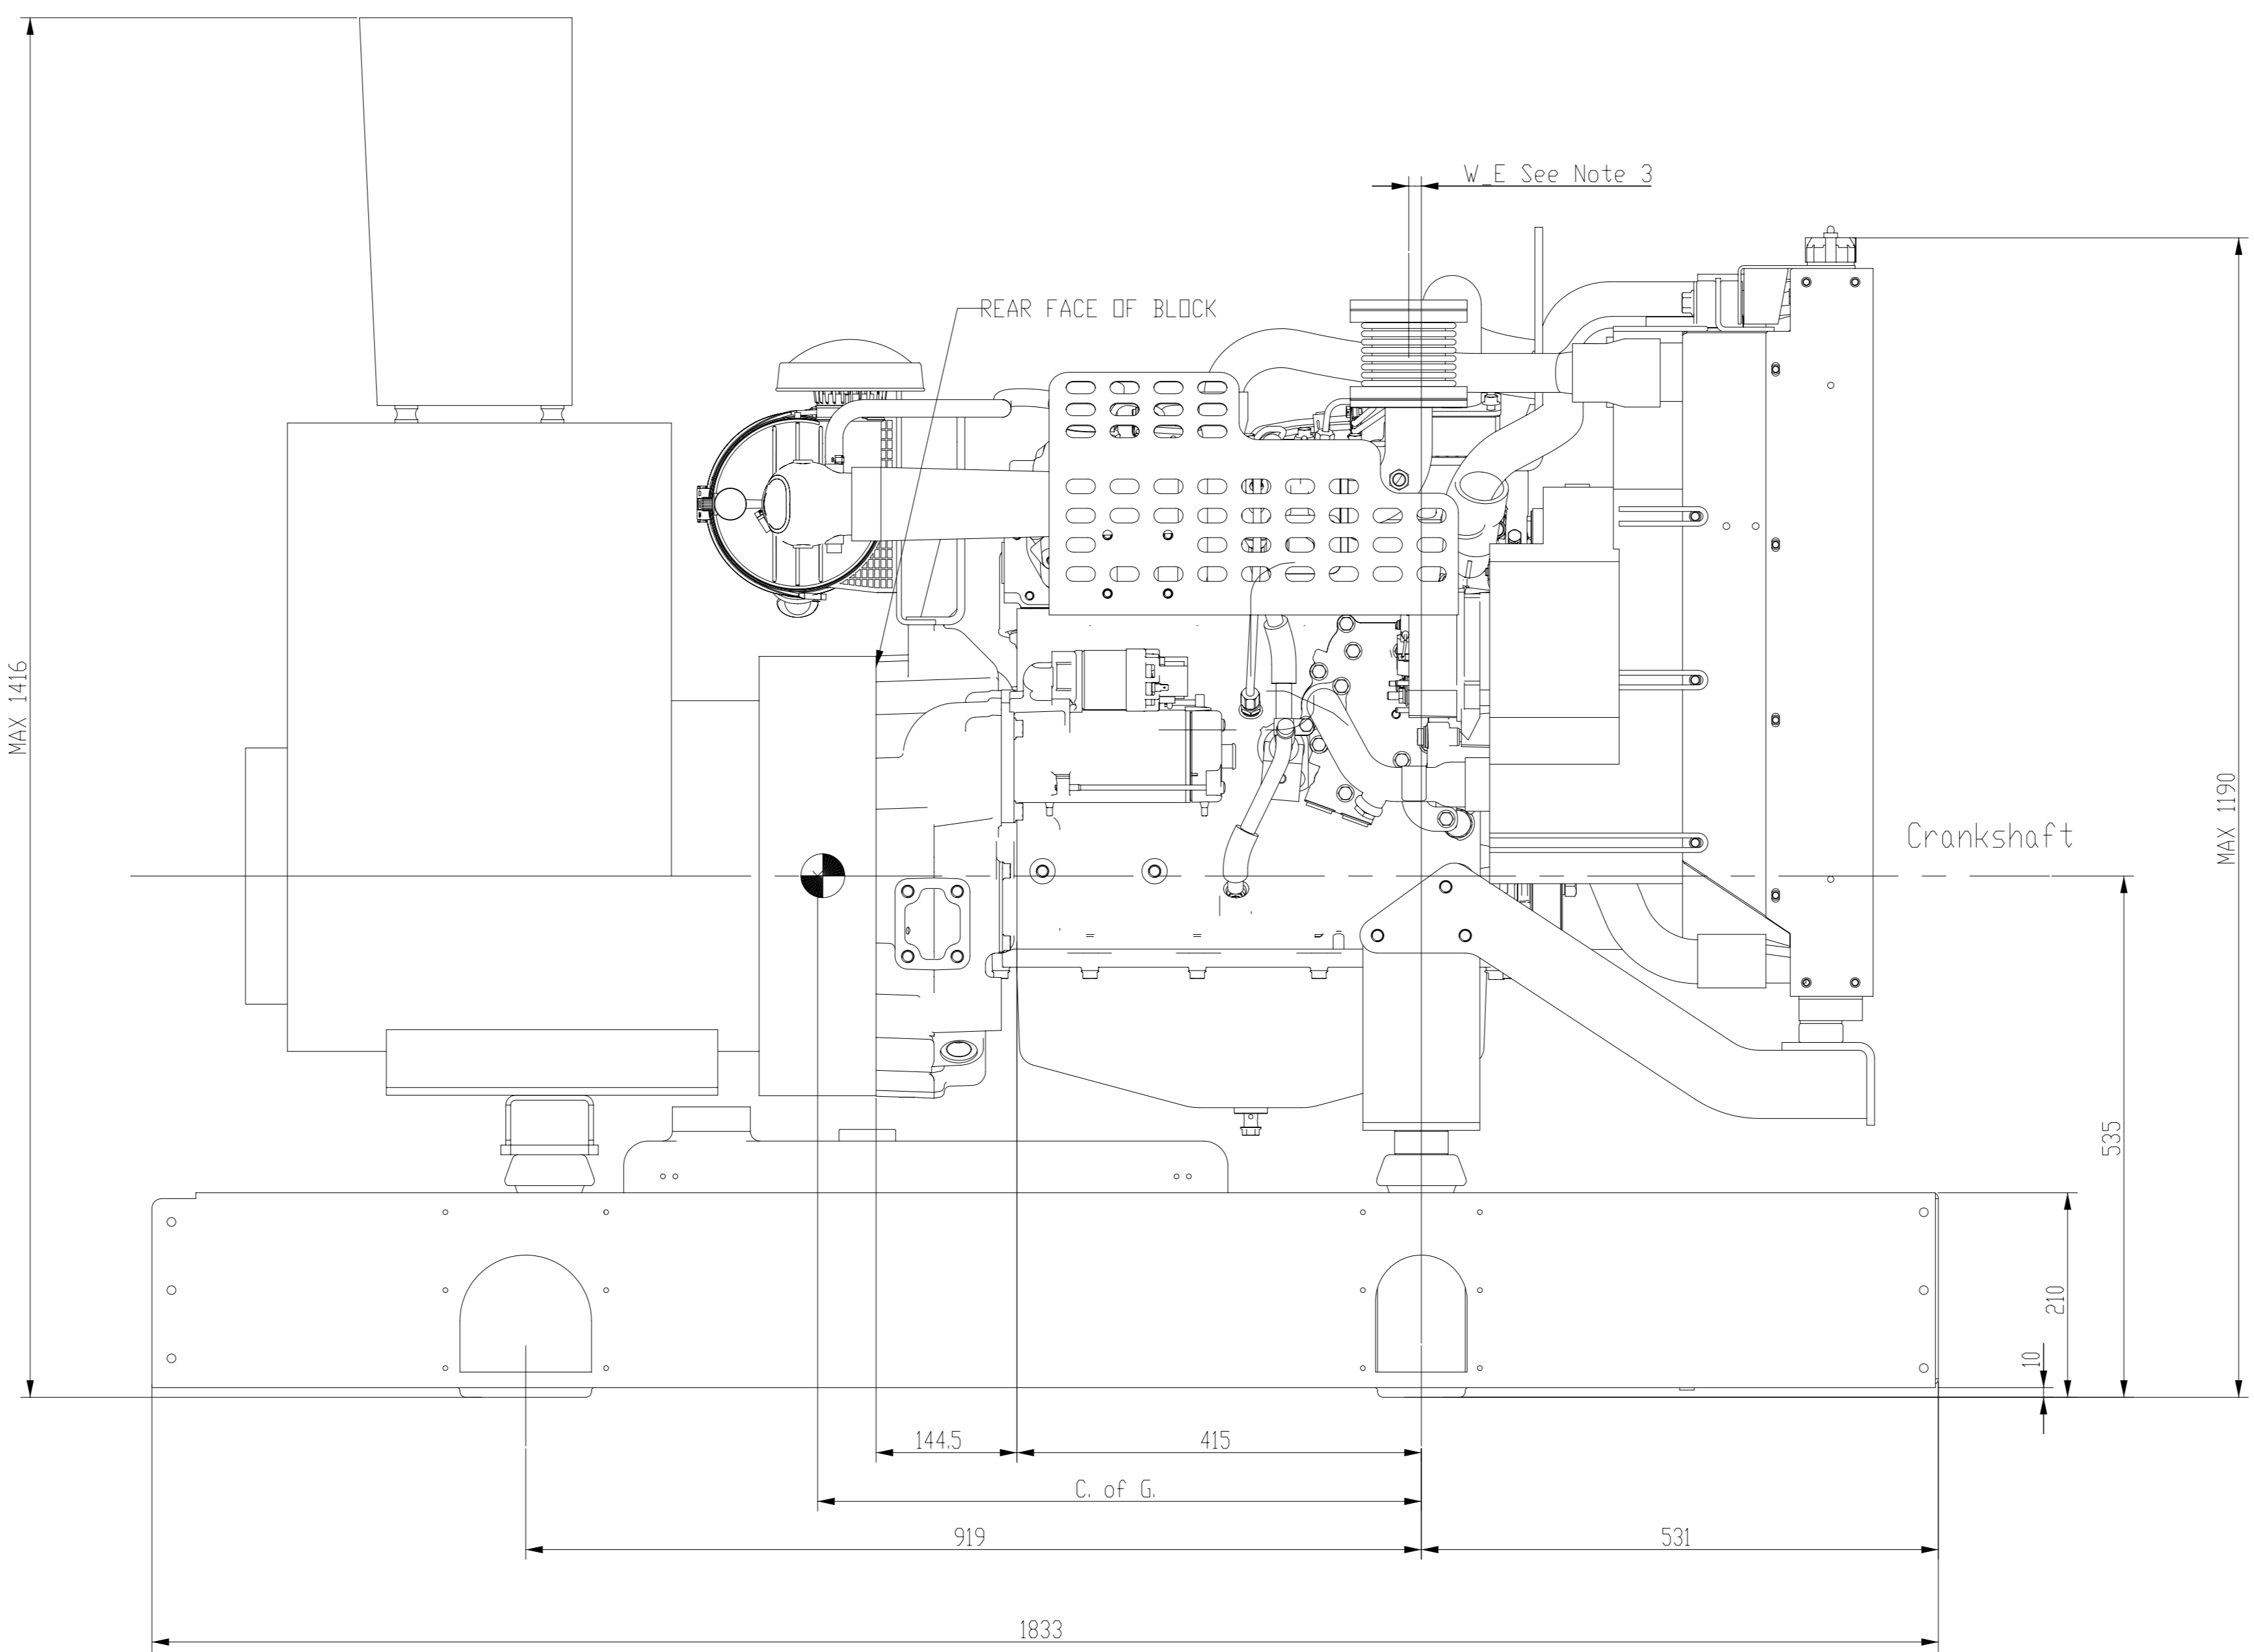 W_E See Note 3
REAR FACE OF BLOCK
MAX 1416
Crankshaft
MAX 1190
535
210
10
144.5
415
C. of G.
919
531
1833